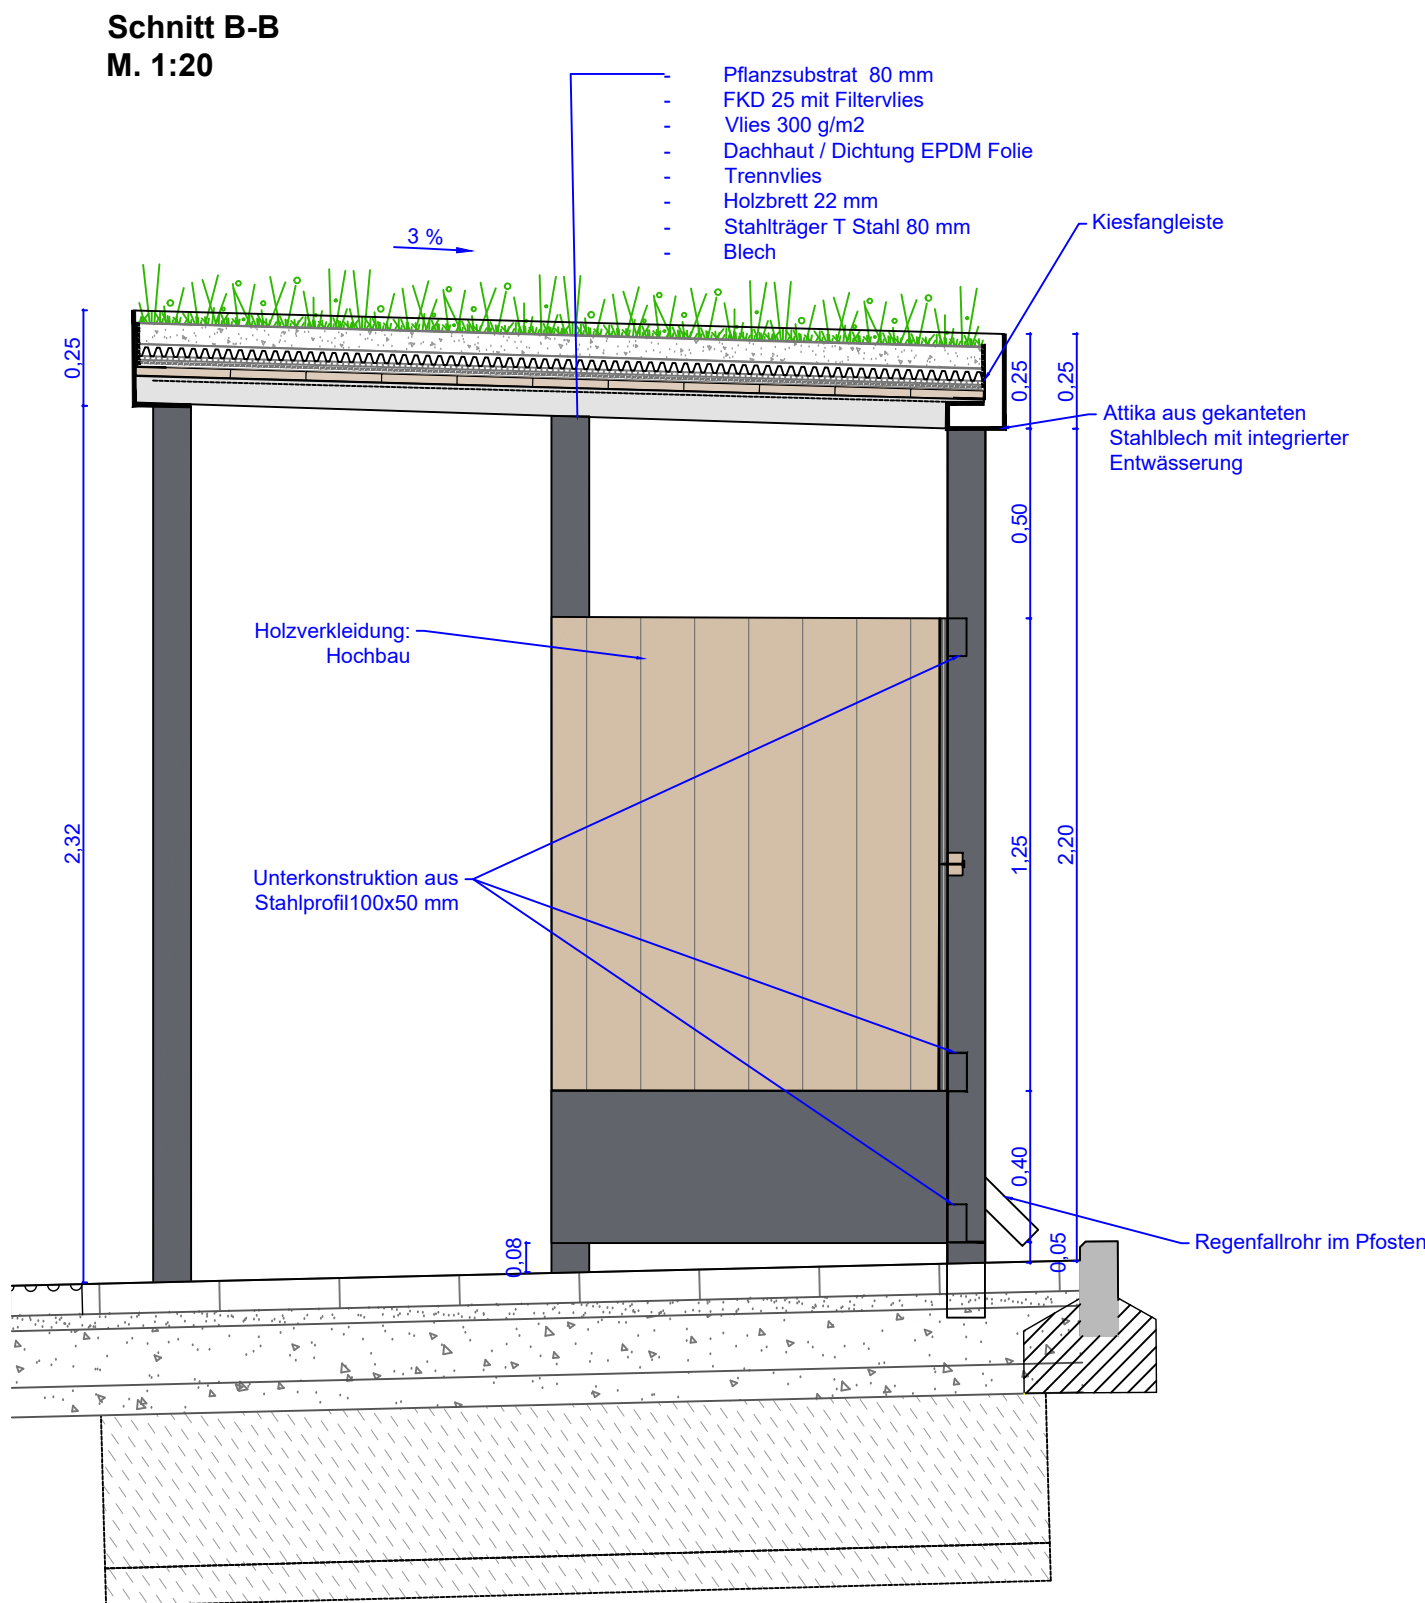 Schnitt B-B
M. 1:20
- Pflanzsubstrat 80 mm
- FKD 25 mit Filtervlies
- Vlies 300 g/m2
- Dachhaut / Dichtung EPDM Folie
- Trennvlies
- Holzbrett 22 mm
- Stahlträger T Stahl 80 mm
- Blech
3 %
Kiesfangleiste
0,25
0,25
0,25
Attika aus gekanteten
Stahlblech mit integrierter
Entwässerung
0,50
Holzverkleidung:
Hochbau
2,32
1,25
2,20
Unterkonstruktion aus
Stahlprofil100x50 mm
0,40
0,08
0,05
Regenfallrohr im Pfosten